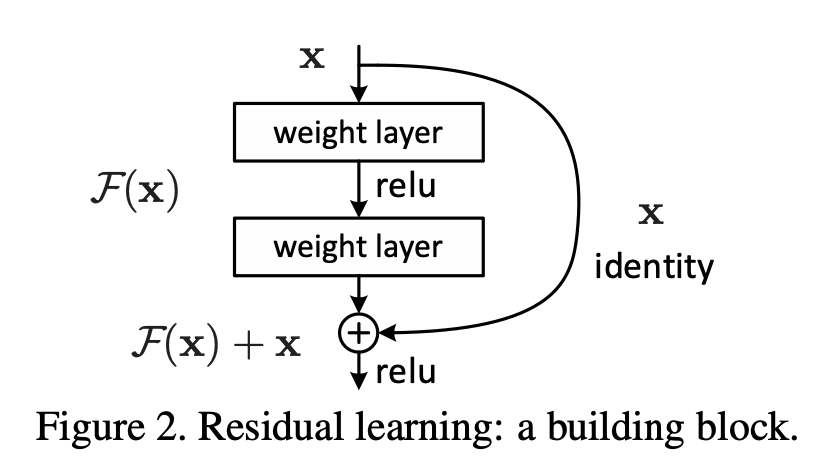 x
weight layer
F(x)
relu
x
weight layer
identity
F(x) + x
+
relu
Figure 2. Residual learning: a building block.